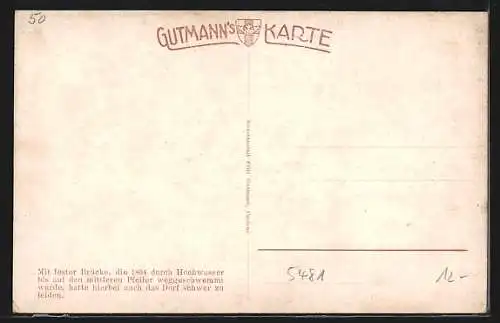 50
GUTMANN'S KARTE
Mit fester Brücke, die 1894 durch Hochwasser
bis auf den mittleren Pfeiler weggeschwemmt
wurde, hatte hierbei auch das Dorf schwer zu
leiden.
5481
12.-